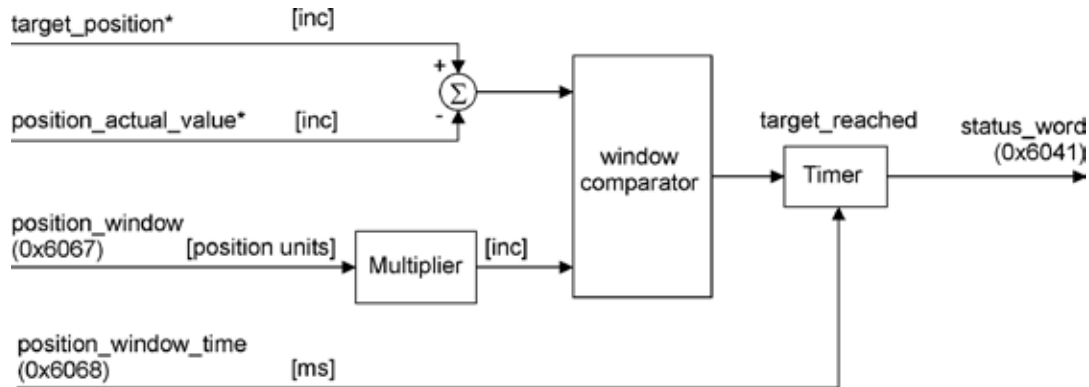 target_position* [inc]
+
Σ
-
position_actual_value* [inc]
window
comparator
target_reached
Timer
status_word
(0x6041)
position_window
(0x6067) [position units]
Multiplier
[inc]
position_window_time
(0x6068) [ms]